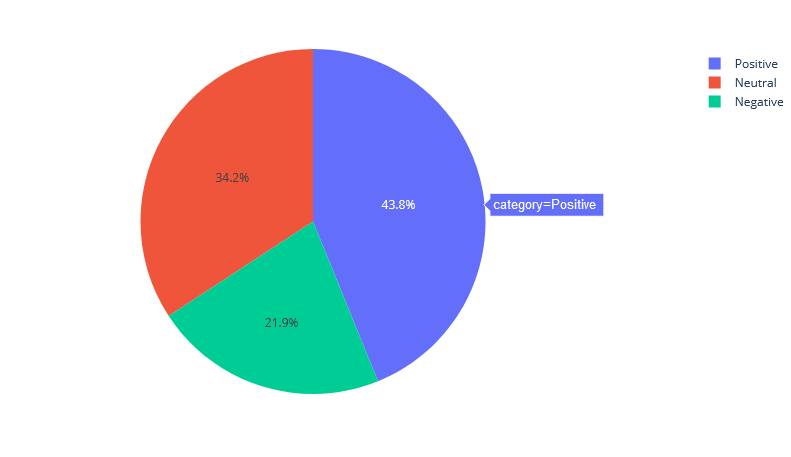 Positive
Neutral
Negative
34.2%
43.8%
category=Positive
21.9%